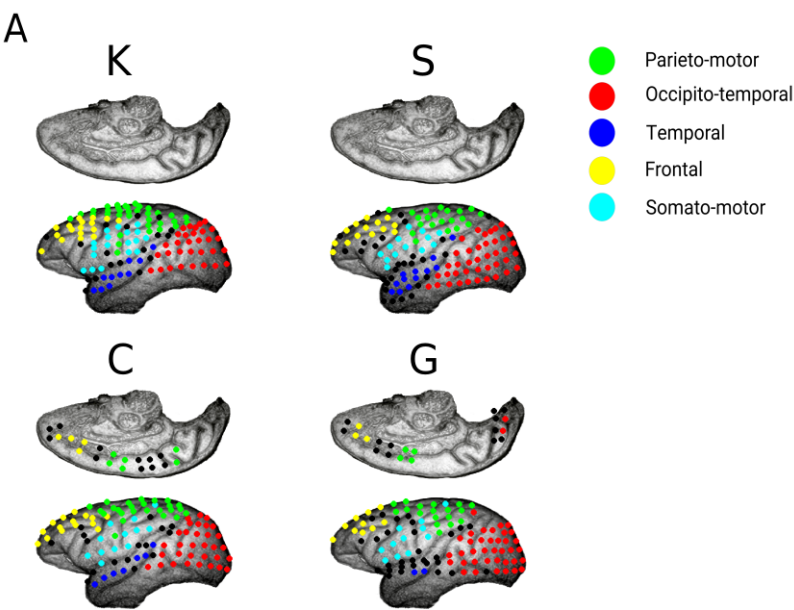 A
K
S
Parieto-motor
Occipito-temporal
Temporal
Frontal
Somato-motor
C
G